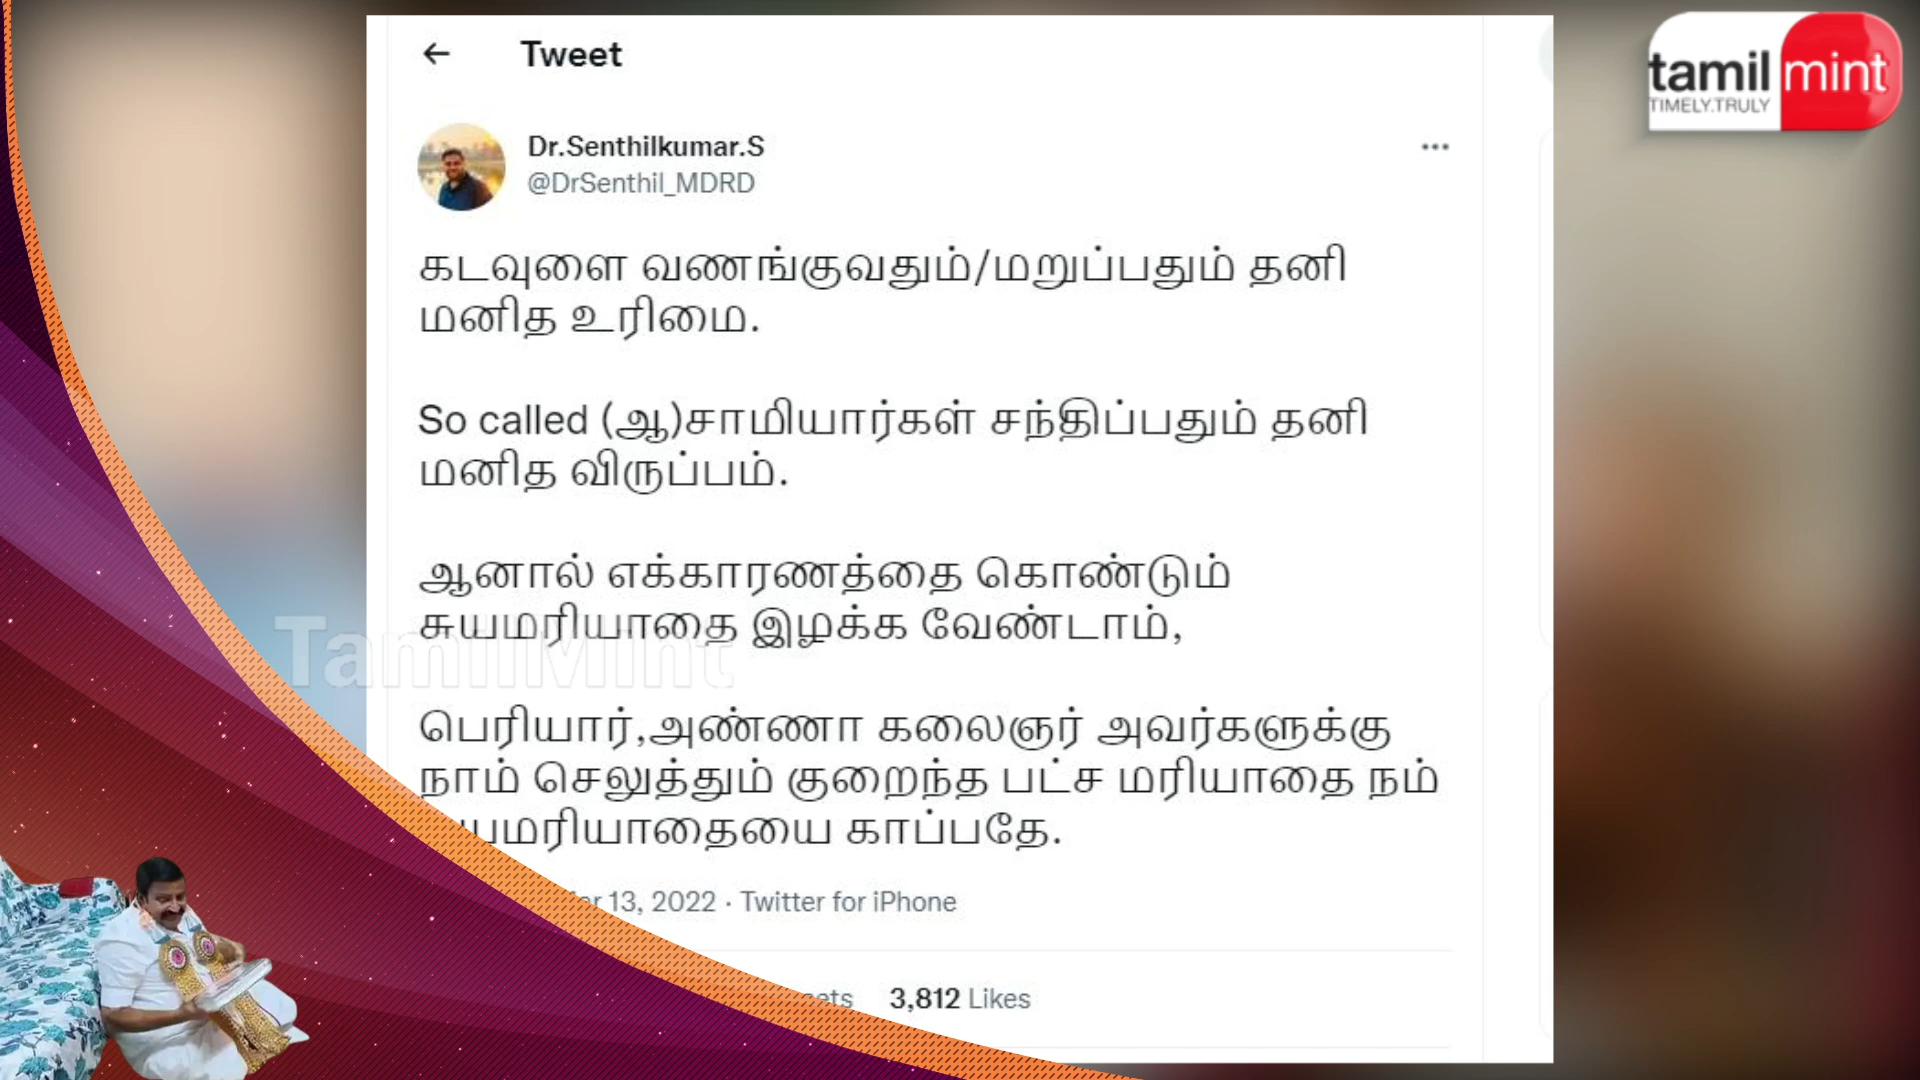 Tweet
tamil mint
TIMELY.TRULY
Dr.Senthilkumar.S
@DrSenthil_MDRD
கடவுளை வணங்குவதும்/மறுப்பதும் தனி
மனித உரிமை.
So called (ஆ)சாமியார்கள் சந்திப்பதும் தனி
மனித விருப்பம்.
ஆனால் எக்காரணத்தை கொண்டும்
சுயமரியாதை இழக்க வேண்டாம்,
TamilMint
பெரியார்,அண்ணா கலைஞர் அவர்களுக்கு
நாம் செலுத்தும் குறைந்த பட்ச மரியாதை நம்
காப்பதே.
13, 2022 · Twitter for iPhone
3,812 Likes